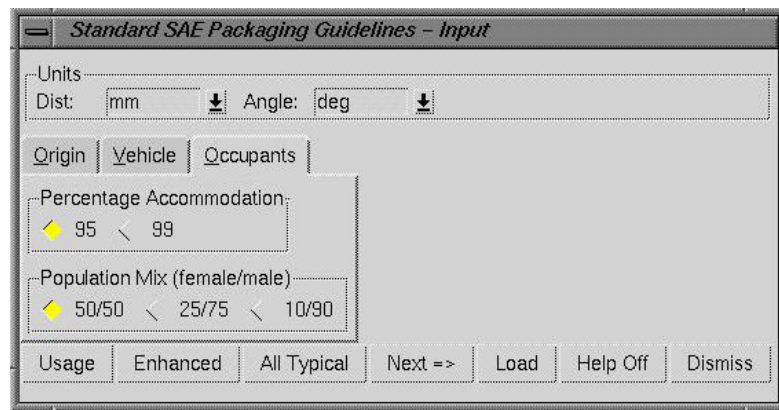 Standard SAE Packaging Guidelines – Input
Units
Dist: mm Angle: deg
Origin Vehicle Occupants
Percentage Accommodation
95 99
Population Mix (female/male)
50/50 25/75 10/90
Usage Enhanced All Typical Next => Load Help Off Dismiss